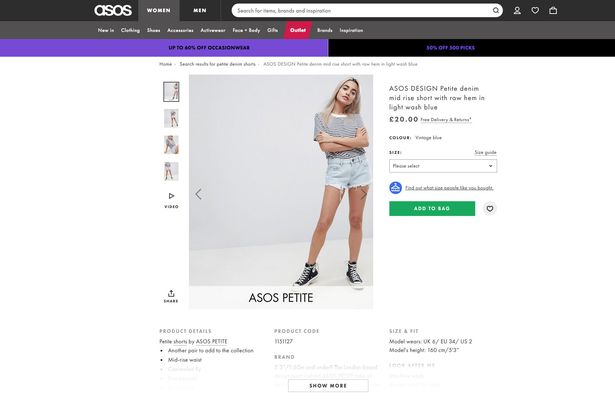 asos
WOMEN
MEN
Search for items, brands and inspiration
New in
Clothing
Shoes
Accessories
Activewear
Face + Body
Gifts
Outlet
Brands
Inspiration
UP TO 60% OFF OCCASIONWEAR
50% OFF 500 PICKS
Home › Search results for petite denim shorts › ASOS DESIGN Petite denim mid rise short with raw hem in light wash blue
VIDEO
SHARE
ASOS PETITE
ASOS DESIGN Petite denim
mid rise short with raw hem in
light wash blue
£20.00 Free Delivery & Returns*
COLOUR: Vintage blue
SIZE:
Size guide
Please select
Find out what size people like you bought.
ADD TO BAG
PRODUCT DETAILS
Petite shorts by ASOS PETITE
• Another pair to add to the collection
• Mid-rise waist
• Concealed fly
PRODUCT CODE
1151127
BRAND
SHOW MORE
SIZE & FIT
Model wears: UK 6/ EU 34/ US 2
Model's height: 160 cm/5'3"
LOOK AFTER ME